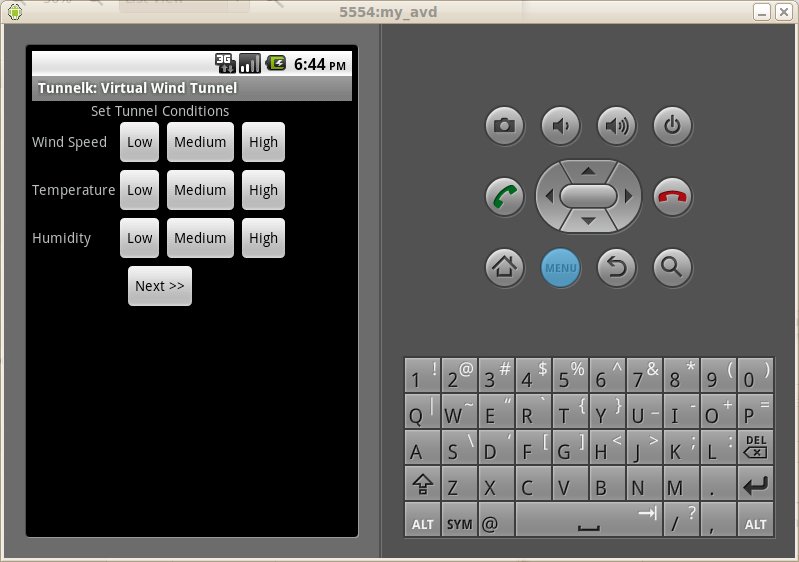 5554:my_avd
3G 6:44 PM
Tunnelk: Virtual Wind Tunnel
Set Tunnel Conditions
Wind Speed Low Medium High
Temperature Low Medium High
Humidity Low Medium High
Next >>
MENU
1 ! 2 @ 3 # 4 $ 5 % 6 ^ 7 & 8 * 9 ( 0 )
Q | W ~ E “ R ` T { Y } U _ I - O + P =
A S \ D ‘ F [ G ] H < J > K ; L : DEL
Z X C V B N M .
ALT SYM @ / ? , ALT